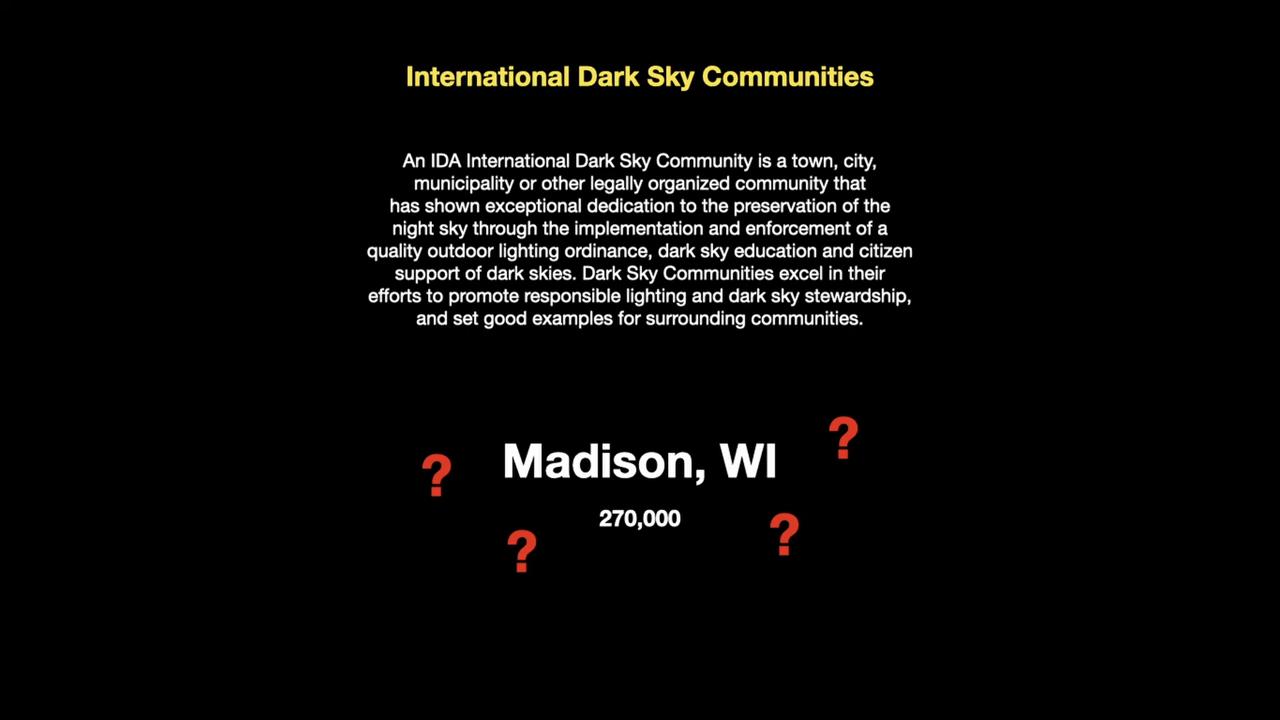 International Dark Sky Communities
An IDA International Dark Sky Community is a town, city,
municipality or other legally organized community that
has shown exceptional dedication to the preservation of the
night sky through the implementation and enforcement of a
quality outdoor lighting ordinance, dark sky education and citizen
support of dark skies. Dark Sky Communities excel in their
efforts to promote responsible lighting and dark sky stewardship,
and set good examples for surrounding communities.
?
? Madison, WI
270,000
? ?